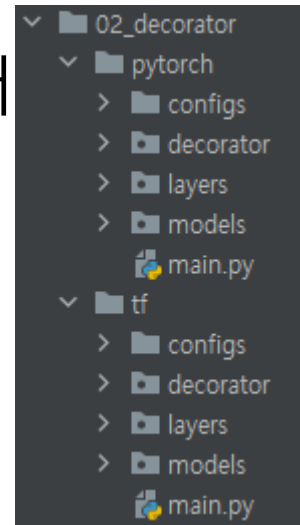 02_decorator
pytorch
configs
decorator
layers
models
main.py
tf
configs
decorator
layers
models
main.py